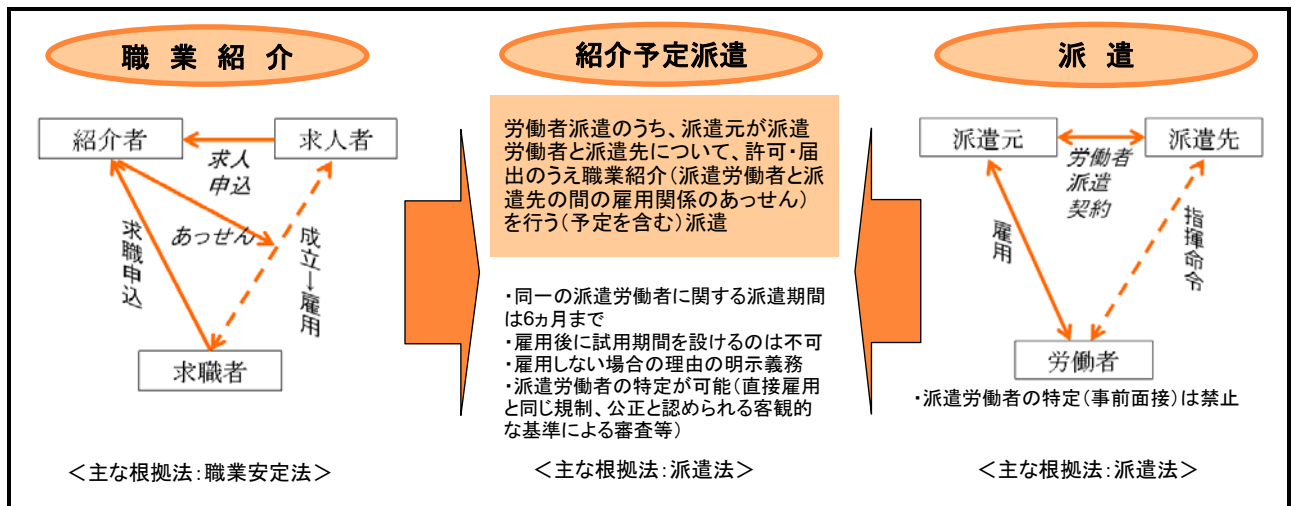 職業紹介
紹介者
求人者
求人
申込
あっせん
求職申込
成立→雇用
求職者
＜主な根拠法：職業安定法＞
紹介予定派遣
労働者派遣のうち、派遣元が派遣
労働者と派遣先について、許可・届
出のうえ職業紹介（派遣労働者と派
遣先の間の雇用関係のあっせん）
を行う（予定を含む）派遣
・同一の派遣労働者に関する派遣期間
は6ヵ月まで
・雇用後に試用期間を設けるのは不可
・雇用しない場合の理由の明示義務
・派遣労働者の特定が可能（直接雇用
と同じ規制、公正と認められる客観的
な基準による審査等）
＜主な根拠法：派遣法＞
派遣
派遣元
派遣先
労働者
派遣
契約
雇用
指揮命令
労働者
・派遣労働者の特定（事前面接）は禁止
＜主な根拠法：派遣法＞